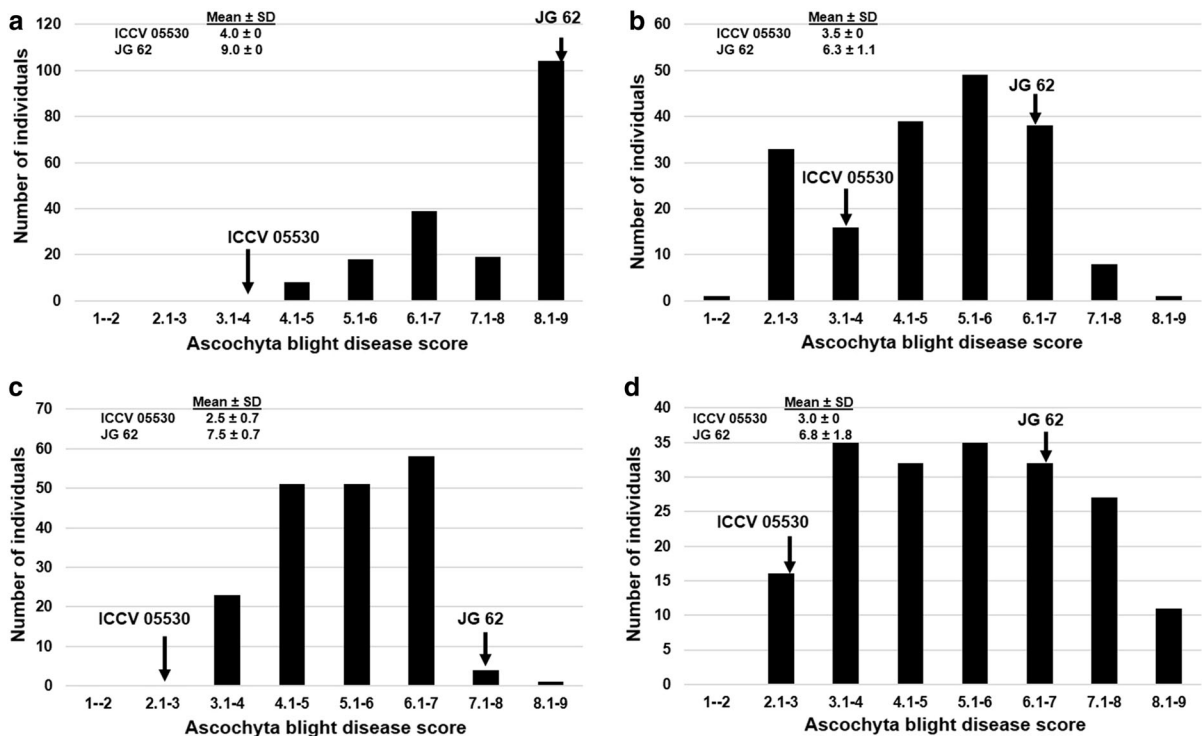 a
Mean ± SD
ICCV 05530 4.0 ± 0
JG 62 9.0 ± 0
JG 62
ICCV 05530
Number of individuals
120
100
80
60
40
20
0
1--2 2.1-3 3.1-4 4.1-5 5.1-6 6.1-7 7.1-8 8.1-9
Ascochyta blight disease score
b
Mean ± SD
ICCV 05530 3.5 ± 0
JG 62 6.3 ± 1.1
JG 62
ICCV 05530
Number of individuals
60
50
40
30
20
10
0
1--2 2.1-3 3.1-4 4.1-5 5.1-6 6.1-7 7.1-8 8.1-9
Ascochyta blight disease score
c
Mean ± SD
ICCV 05530 2.5 ± 0.7
JG 62 7.5 ± 0.7
ICCV 05530
JG 62
Number of individuals
70
60
50
40
30
20
10
0
1--2 2.1-3 3.1-4 4.1-5 5.1-6 6.1-7 7.1-8 8.1-9
Ascochyta blight disease score
d
Mean ± SD
ICCV 05530 3.0 ± 0
JG 62 6.8 ± 1.8
JG 62
ICCV 05530
Number of individuals
40
35
30
25
20
15
10
5
0
1--2 2.1-3 3.1-4 4.1-5 5.1-6 6.1-7 7.1-8 8.1-9
Ascochyta blight disease score